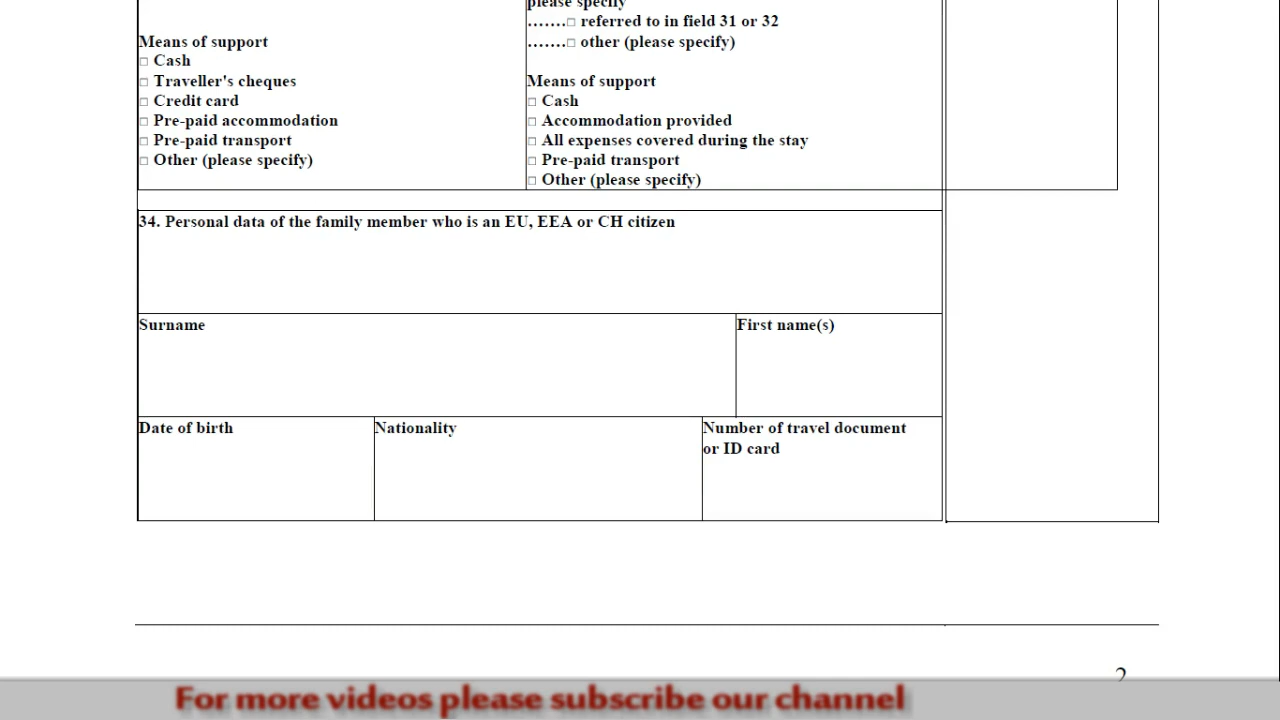 Means of support
□ Cash
□ Traveller's cheques
□ Credit card
□ Pre-paid accommodation
□ Pre-paid transport
□ Other (please specify)
please specify
.......□ referred to in field 31 or 32
.......□ other (please specify)
Means of support
□ Cash
□ Accommodation provided
□ All expenses covered during the stay
□ Pre-paid transport
□ Other (please specify)
34. Personal data of the family member who is an EU, EEA or CH citizen
Surname
First name(s)
Date of birth
Nationality
Number of travel document
or ID card
2
For more videos please subscribe our channel